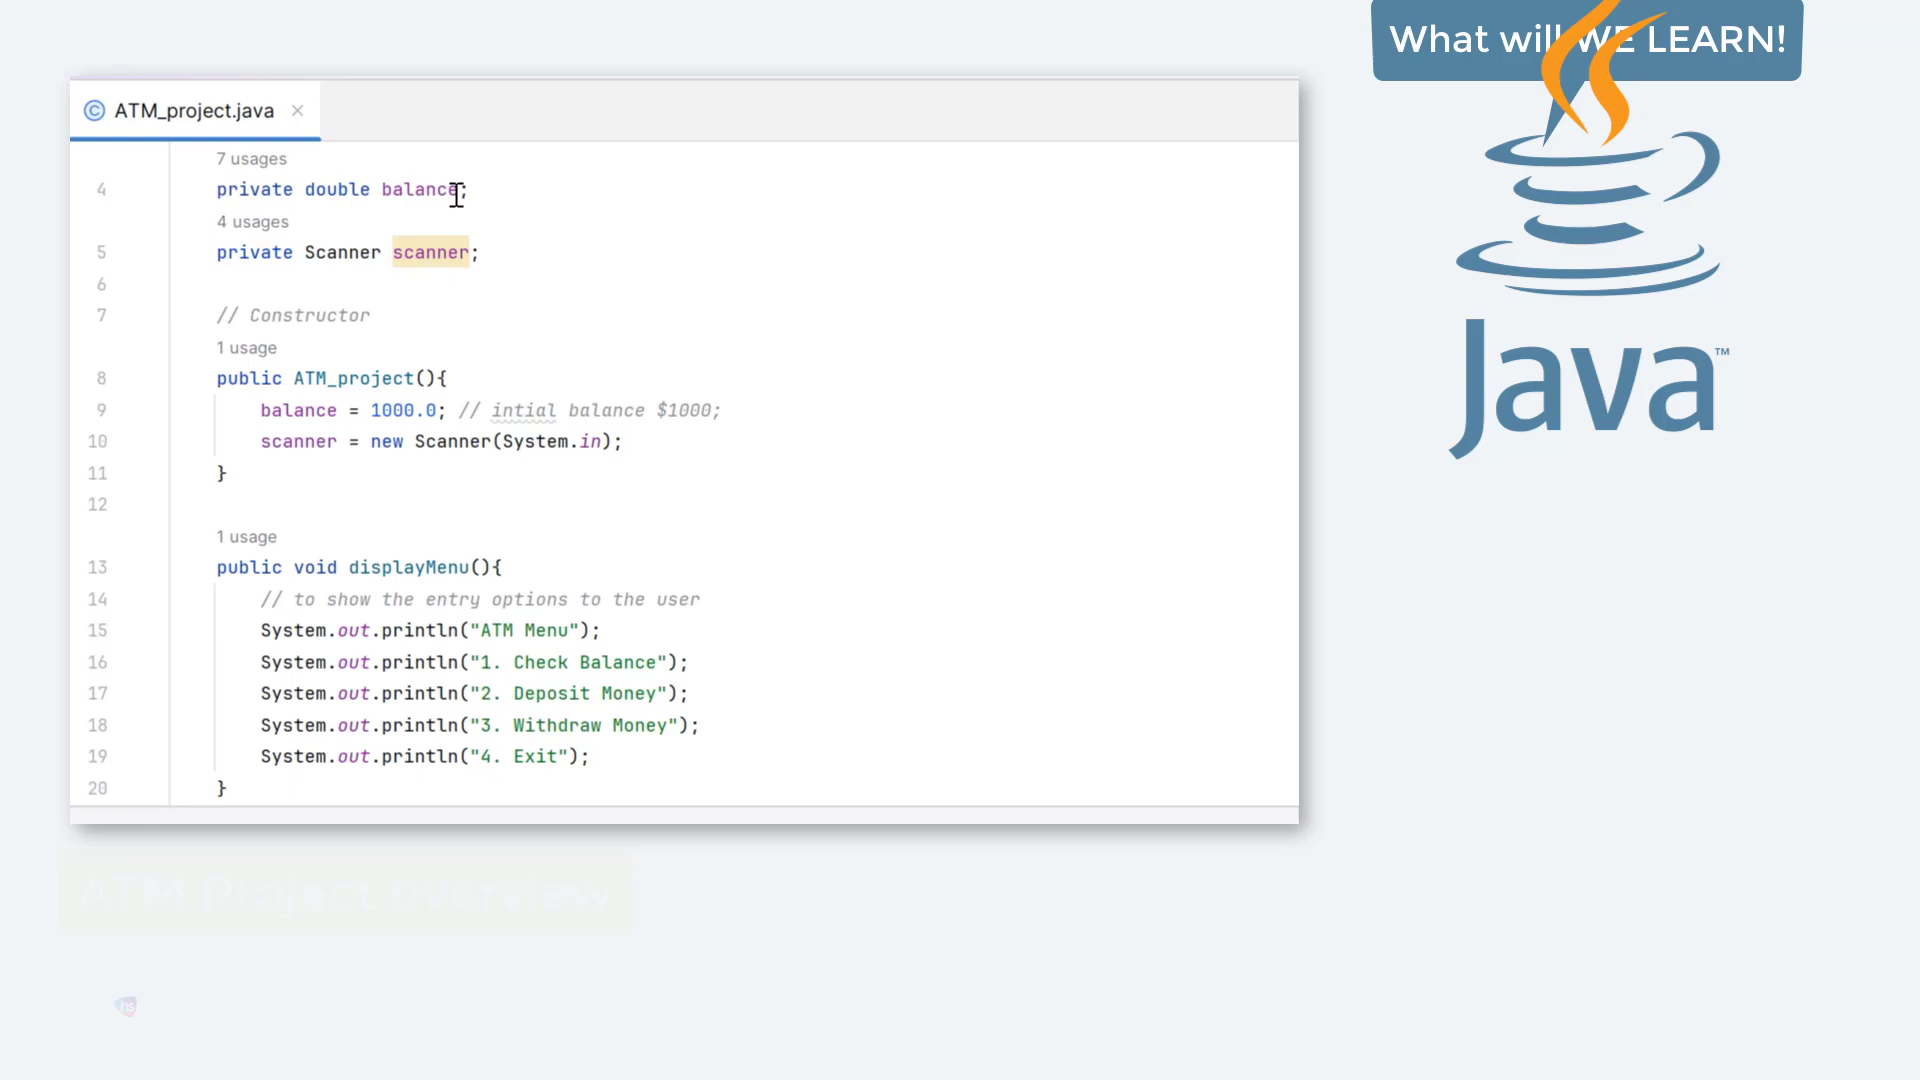 What will WE LEARN!
ATM_project.java
7 usages
4 private double balance;
4 usages
5 private Scanner scanner;
6
7 // Constructor
1 usage
8 public ATM_project(){
9 balance = 1000.0; // intial balance $1000;
10 scanner = new Scanner(System.in);
11 }
12
1 usage
13 public void displayMenu(){
14 // to show the entry options to the user
15 System.out.println("ATM Menu");
16 System.out.println("1. Check Balance");
17 System.out.println("2. Deposit Money");
18 System.out.println("3. Withdraw Money");
19 System.out.println("4. Exit");
20 }
Java™
ATM Project overview
hs